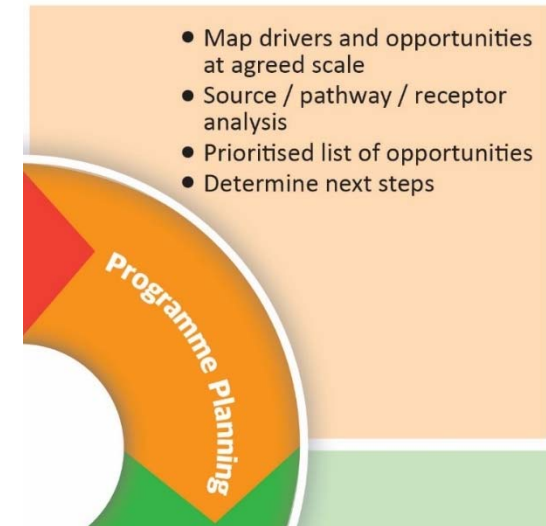 ● Map drivers and opportunities
at agreed scale
● Source / pathway / receptor
analysis
● Prioritised list of opportunities
● Determine next steps
Programme Planning